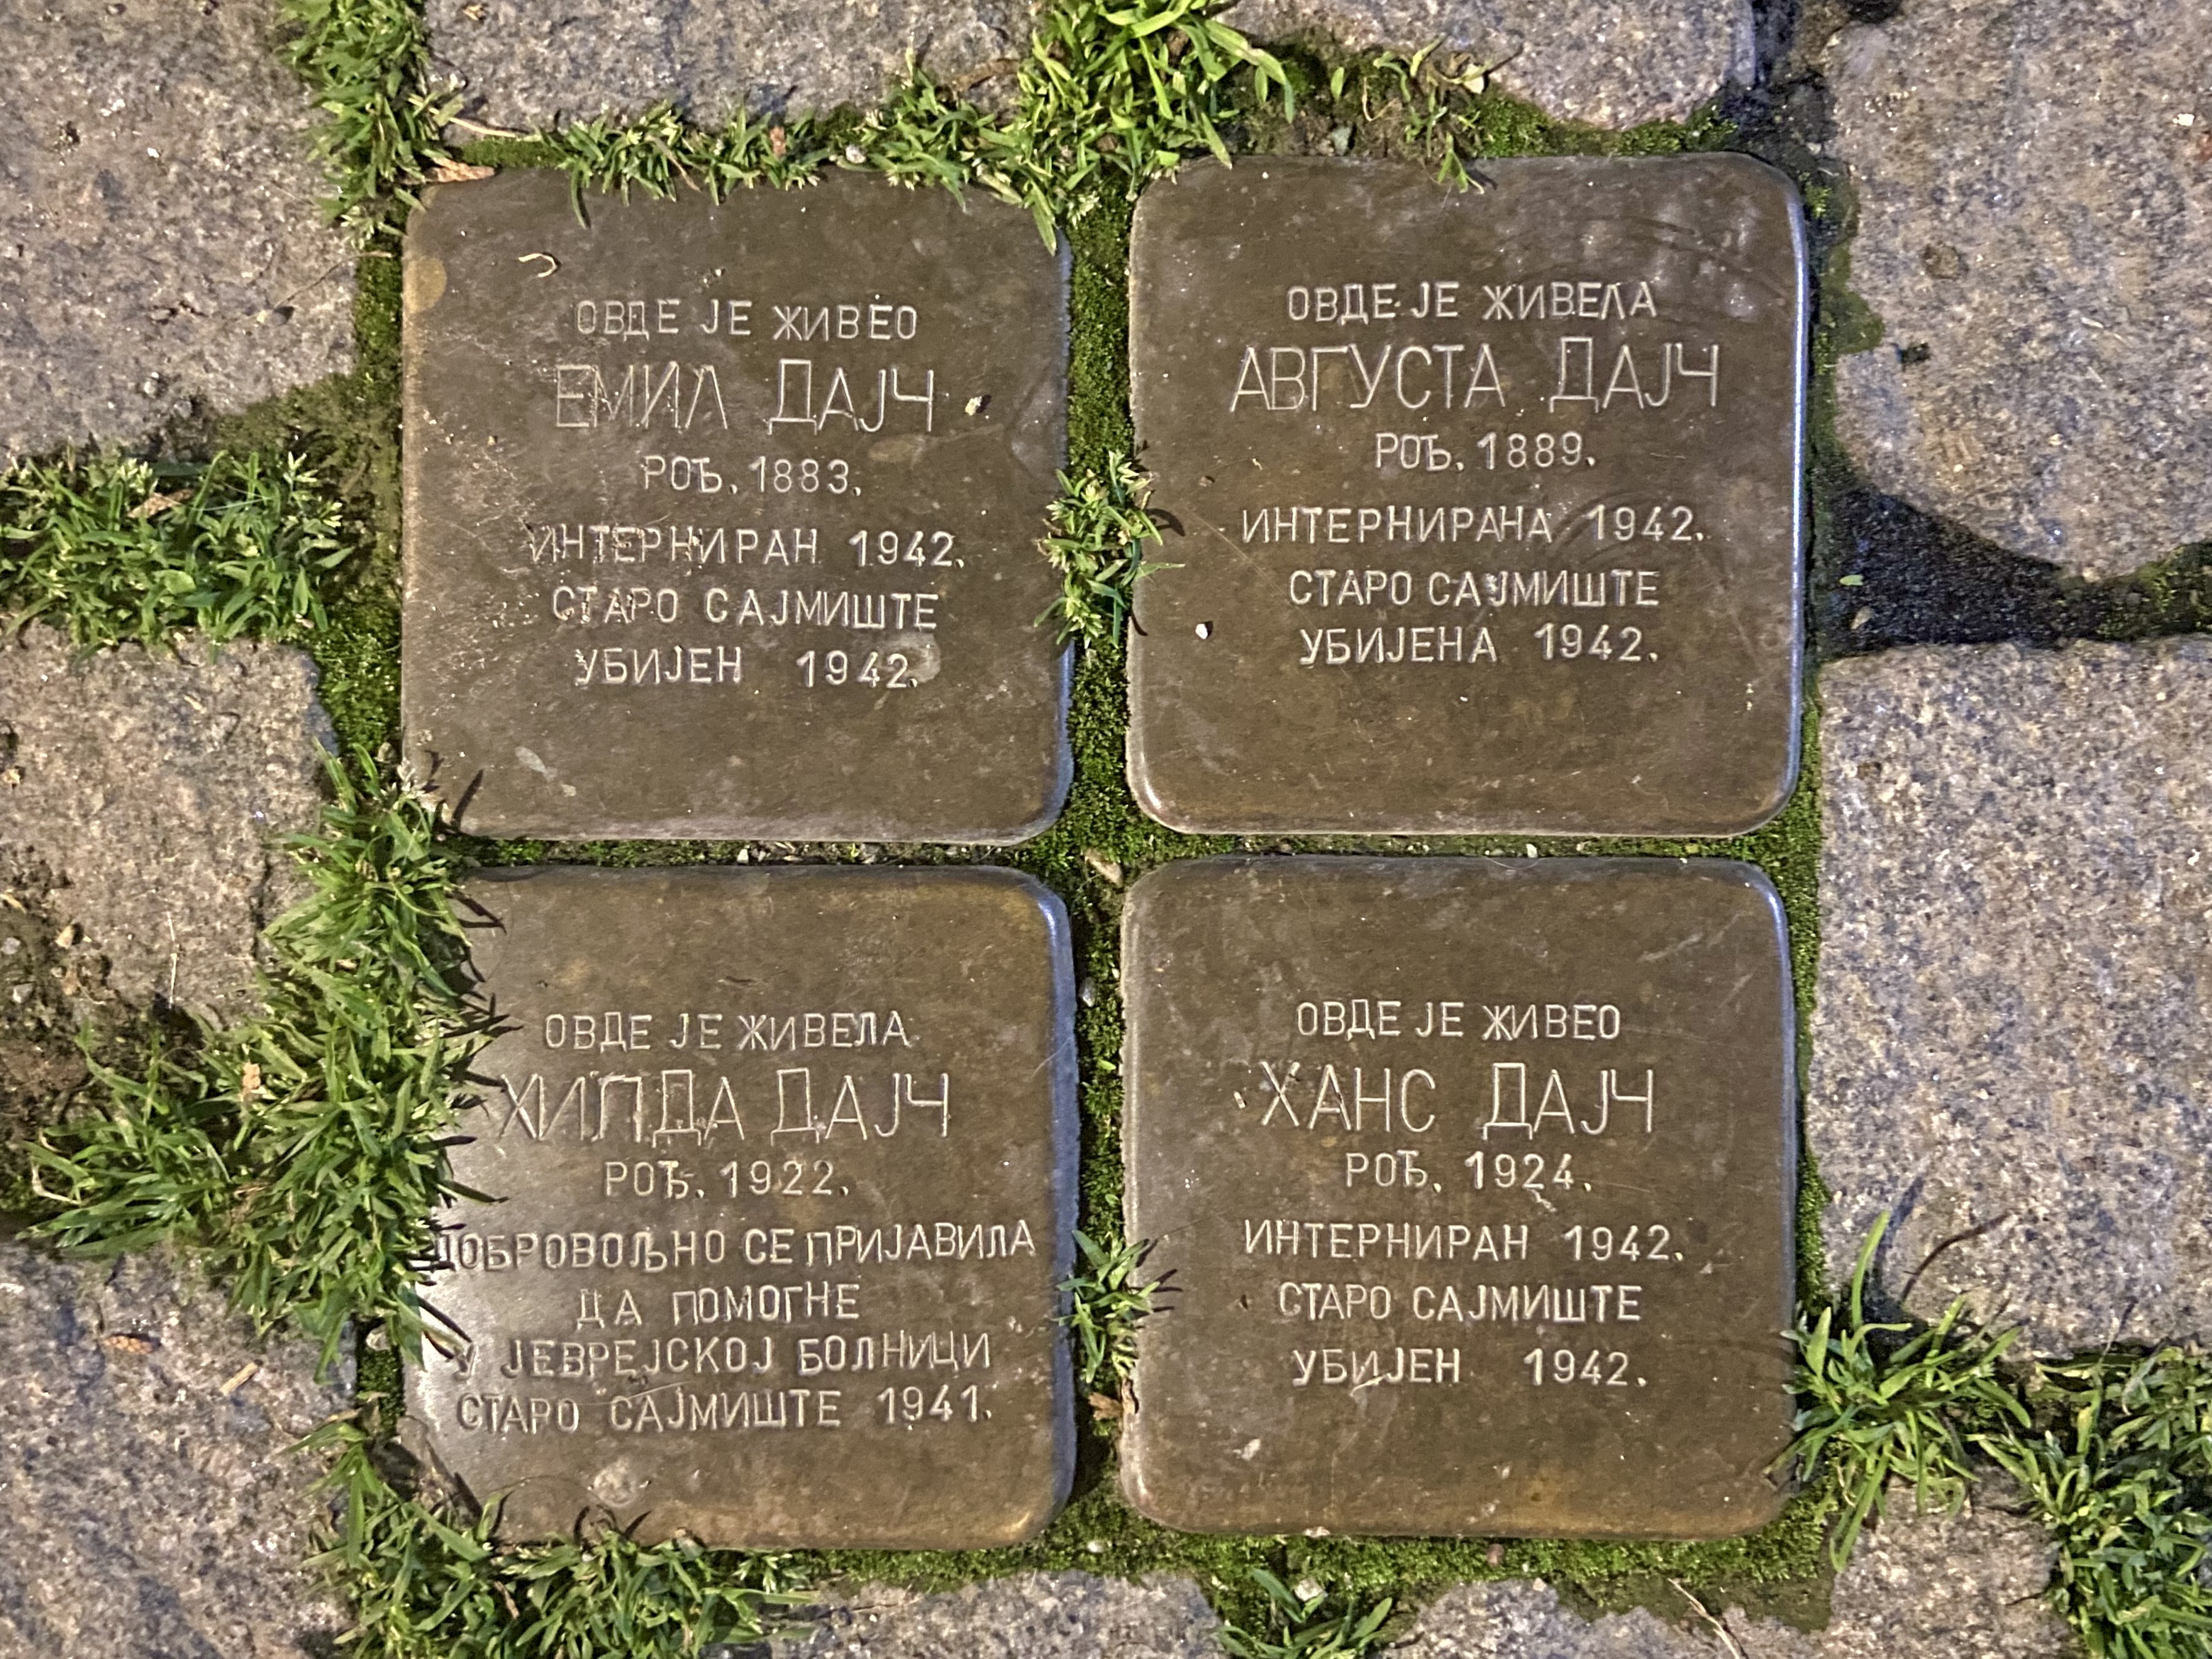 ОВДЕ ЈЕ ЖИВЕО
ЕМИЛ ДАЈЧ
РОЂ. 1883.
ИНТЕРНИРАН 1942.
СТАРО САЈМИШТЕ
УБИЈЕН 1942.
ОВДЕ ЈЕ ЖИВЕЛА
АВГУСТА ДАЈЧ
РОЂ. 1889.
ИНТЕРНИРАНА 1942.
СТАРО САЈМИШТЕ
УБИЈЕНА 1942.
ОВДЕ ЈЕ ЖИВЕЛА
ХИЛДА ДАЈЧ
РОЂ. 1922.
ДОБРОВОЉНО СЕ ПРИЈАВИЛА
ДА ПОМОГНЕ
У ЈЕВРЕЈСКОЈ БОЛНИЦИ
СТАРО САЈМИШТЕ 1941.
ОВДЕ ЈЕ ЖИВЕО
ХАНС ДАЈЧ
РОЂ. 1924.
ИНТЕРНИРАН 1942.
СТАРО САЈМИШТЕ
УБИЈЕН 1942.